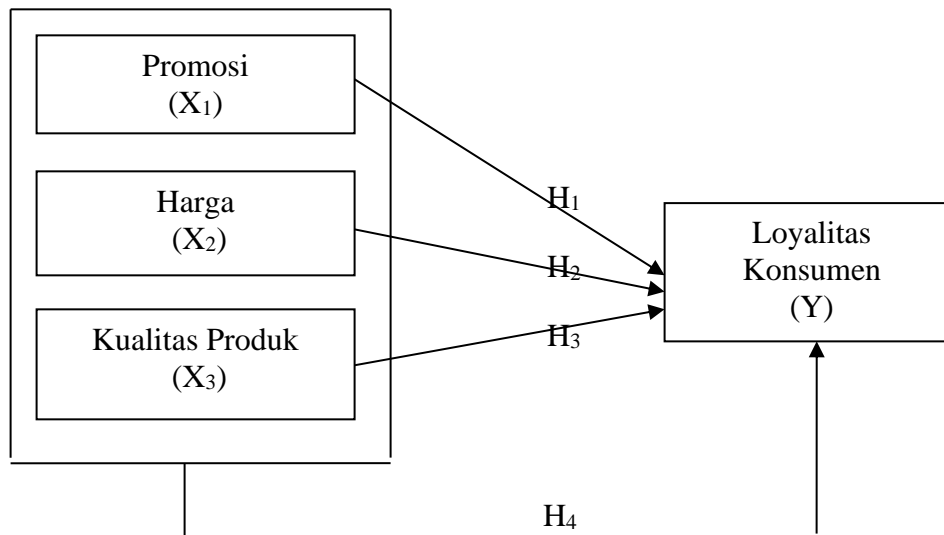 Promosi
(X₁)
Harga
(X₂)
Kualitas Produk
(X₃)
H₁
H₂
H₃
Loyalitas
Konsumen
(Y)
H₄